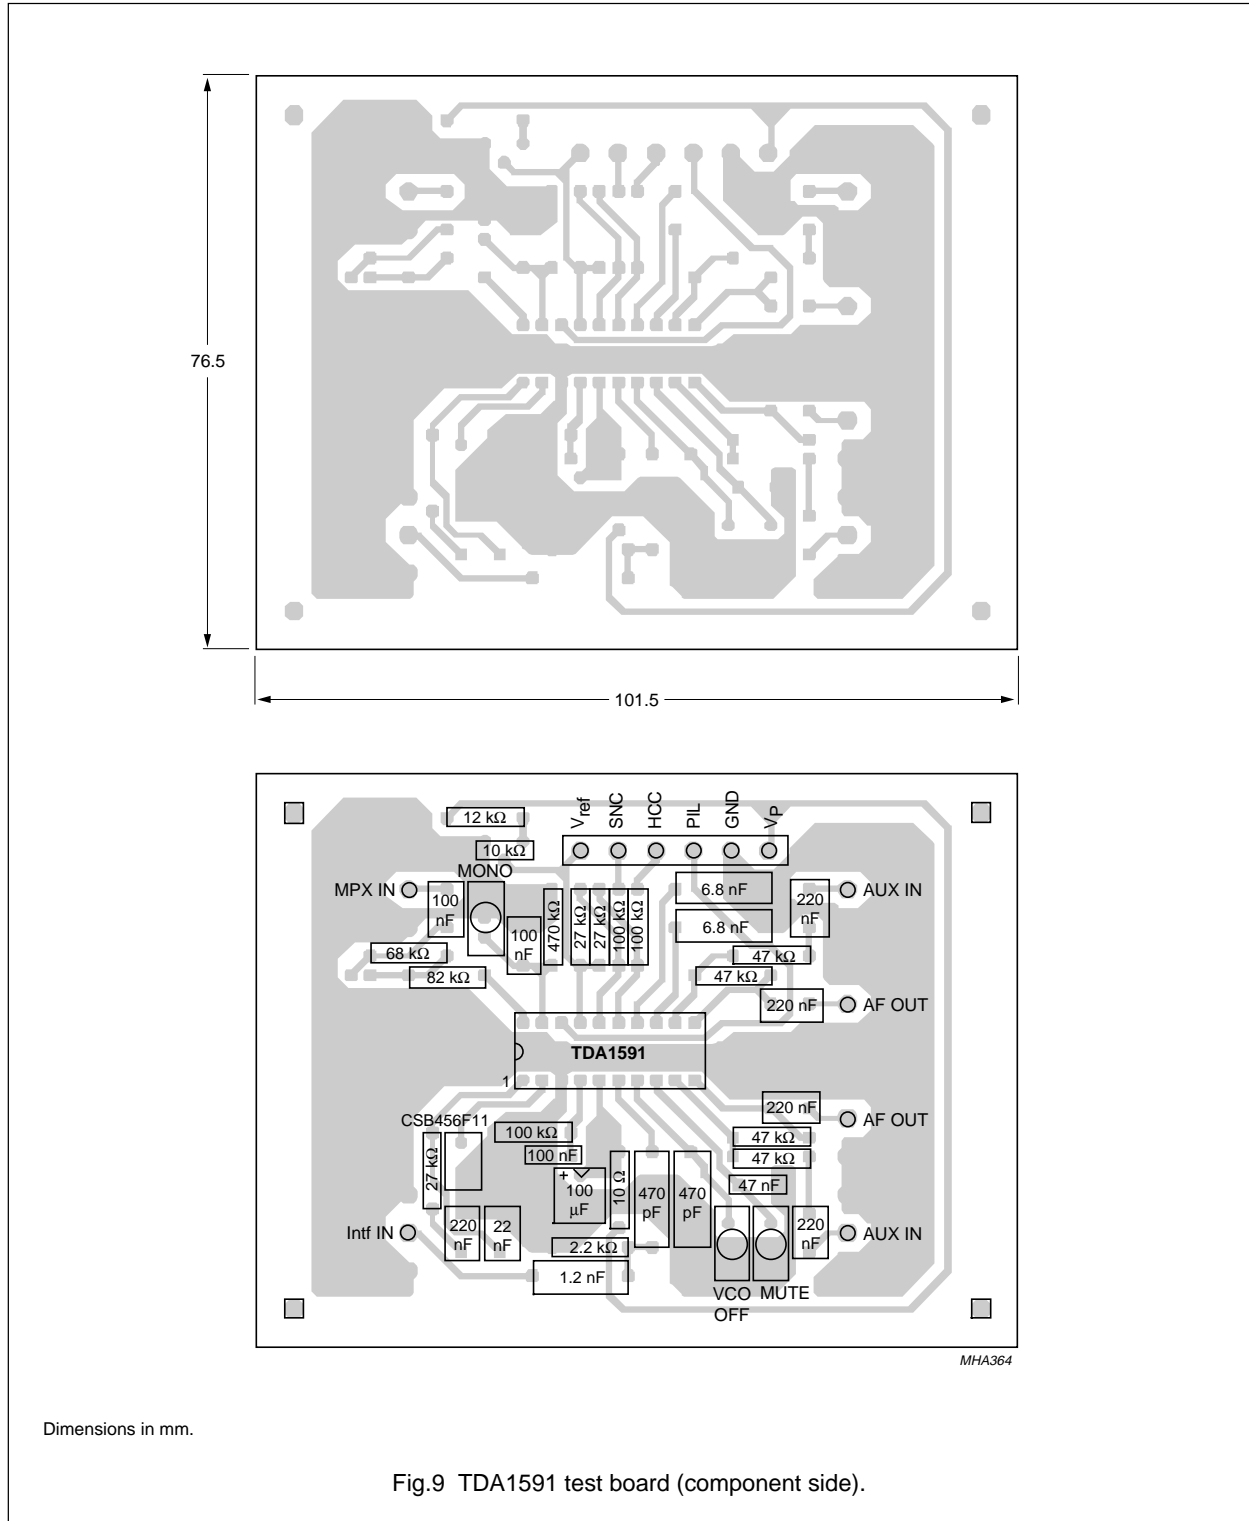 76.5
101.5
12 kΩ
Vref
SNC
HCC
PIL
GND
VP
10 kΩ
MONO
MPX IN
100 nF
100 nF
470 kΩ
27 kΩ
27 kΩ
100 kΩ
100 kΩ
6.8 nF
6.8 nF
220 nF
AUX IN
68 kΩ
82 kΩ
47 kΩ
47 kΩ
220 nF
AF OUT
TDA1591
1
CSB456F11
27 kΩ
100 kΩ
100 nF
+
100 μF
10 Ω
470 pF
470 pF
220 nF
AF OUT
47 kΩ
47 kΩ
47 nF
Intf IN
220 nF
22 nF
2.2 kΩ
1.2 nF
220 nF
AUX IN
VCO OFF
MUTE
MHA364
Dimensions in mm.
Fig.9 TDA1591 test board (component side).